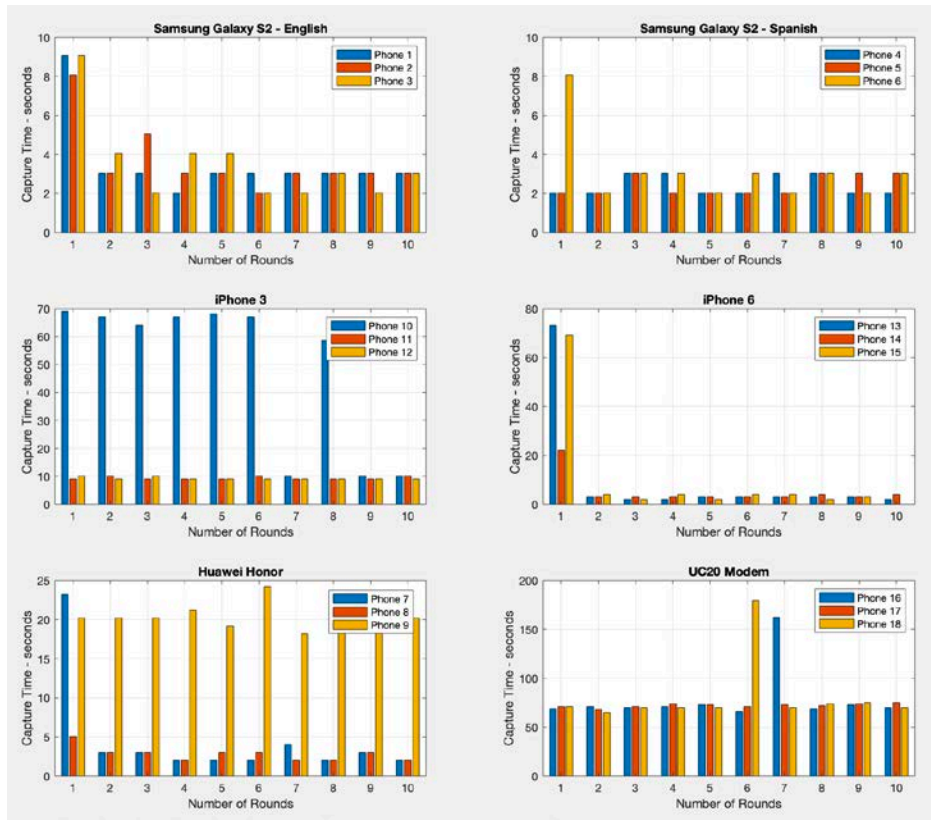 Samsung Galaxy S2 - English
Capture Time - seconds
10
8
6
4
2
0
Phone 1
Phone 2
Phone 3
1 2 3 4 5 6 7 8 9 10
Number of Rounds
Samsung Galaxy S2 - Spanish
Capture Time - seconds
10
8
6
4
2
0
Phone 4
Phone 5
Phone 6
1 2 3 4 5 6 7 8 9 10
Number of Rounds
iPhone 3
Capture Time - seconds
70
60
50
40
30
20
10
0
Phone 10
Phone 11
Phone 12
1 2 3 4 5 6 7 8 9 10
Number of Rounds
iPhone 6
Capture Time - seconds
80
60
40
20
0
Phone 13
Phone 14
Phone 15
1 2 3 4 5 6 7 8 9 10
Number of Rounds
Huawei Honor
Capture Time - seconds
25
20
15
10
5
0
Phone 7
Phone 8
Phone 9
1 2 3 4 5 6 7 8 9 10
Number of Rounds
UC20 Modem
Capture Time - seconds
200
150
100
50
0
Phone 16
Phone 17
Phone 18
1 2 3 4 5 6 7 8 9 10
Number of Rounds